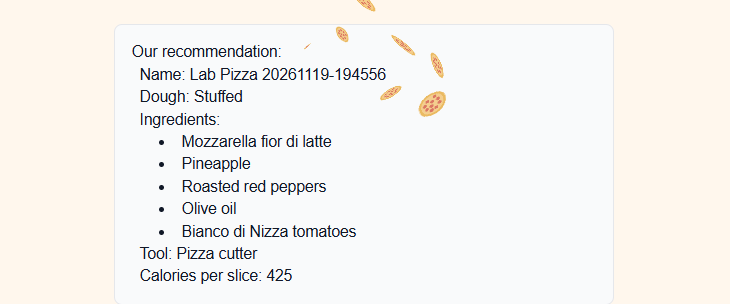 Our recommendation:
Name: Lab Pizza 20261119-194556
Dough: Stuffed
Ingredients:
• Mozzarella fior di latte
• Pineapple
• Roasted red peppers
• Olive oil
• Bianco di Nizza tomatoes
Tool: Pizza cutter
Calories per slice: 425